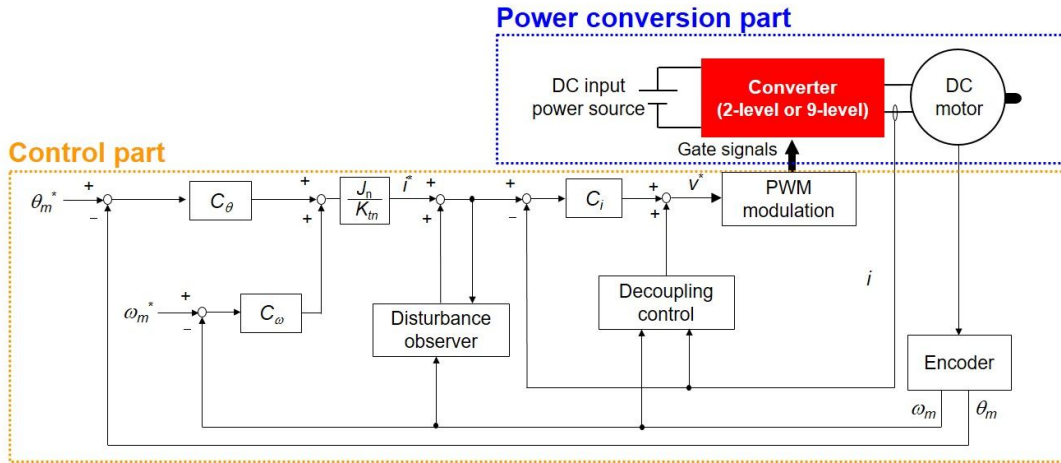 Power conversion part
DC input
power source
Converter
(2-level or 9-level)
DC
motor
Control part
Gate signals
θm*
+
−
Cθ
+
+
Jn
Ktn
i*
+
+
+
−
Ci
+
+
v*
PWM
modulation
ωm*
+
−
Cω
Disturbance
observer
Decoupling
control
i
Encoder
ωm
θm